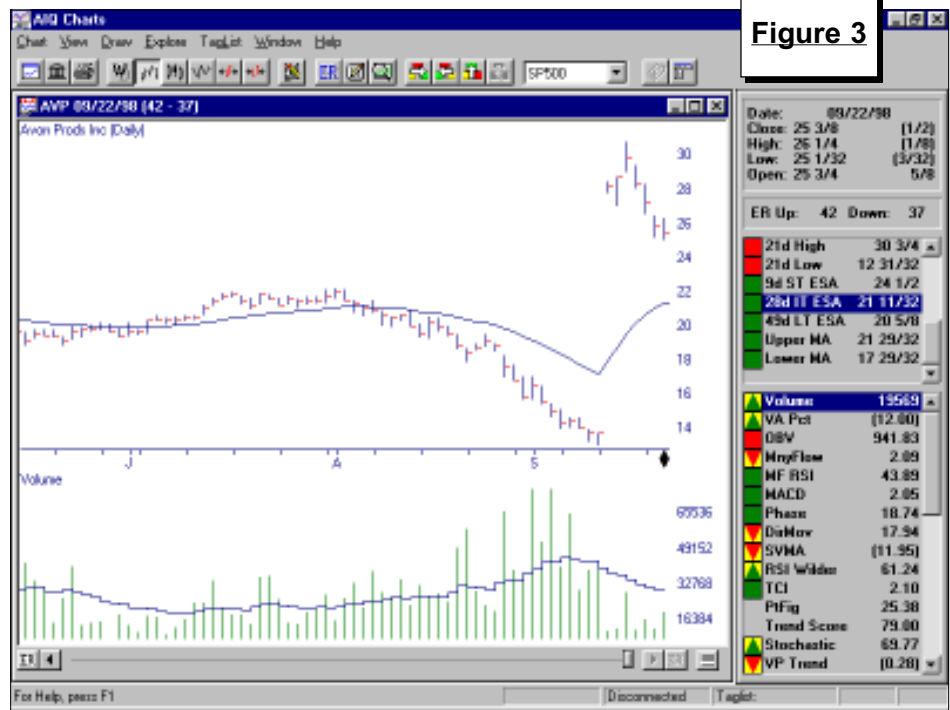 AIQ Charts
Figure 3
Chart View Draw Explore TagList Window Help
ER SP500
AVP 09/22/98 (42 - 37)
Avon Prods Inc (Daily)
30
28
26
24
22
20
18
16
14
J A S
Volume
65536
49152
32768
16384
Date: 09/22/98
Close: 25 3/8 (1/2)
High: 26 1/4 (1/8)
Low: 25 1/32 (3/32)
Open: 25 3/4 5/8
ER Up: 42 Down: 37
21d High 30 3/4
21d Low 12 31/32
9d ST ESA 24 1/2
28d IT ESA 21 11/32
49d LT ESA 20 5/8
Upper MA 21 29/32
Lower MA 17 29/32
Volume 19569
VA Pct (12.00)
OBV 941.83
MnyFlow 2.09
MF RSI 43.89
MACD 2.05
Phase 18.74
DirMov 17.94
SVMA (11.95)
RSI Wilder 61.24
TCI 2.10
PtFig 25.38
Trend Score 79.00
Stochastic 69.77
VP Trend (0.28)
For Help, press F1
Disconnected
Taglist: